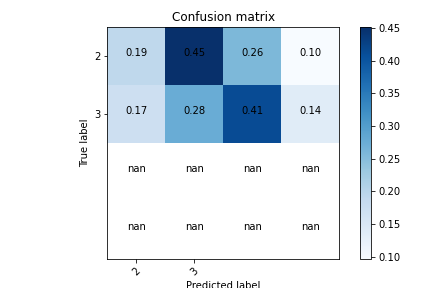 Confusion matrix
2 0.19 0.45 0.26 0.10
3 0.17 0.28 0.41 0.14
nan nan nan nan
nan nan nan nan
2 3
True label
Predicted label
0.45
0.40
0.35
0.30
0.25
0.20
0.15
0.10